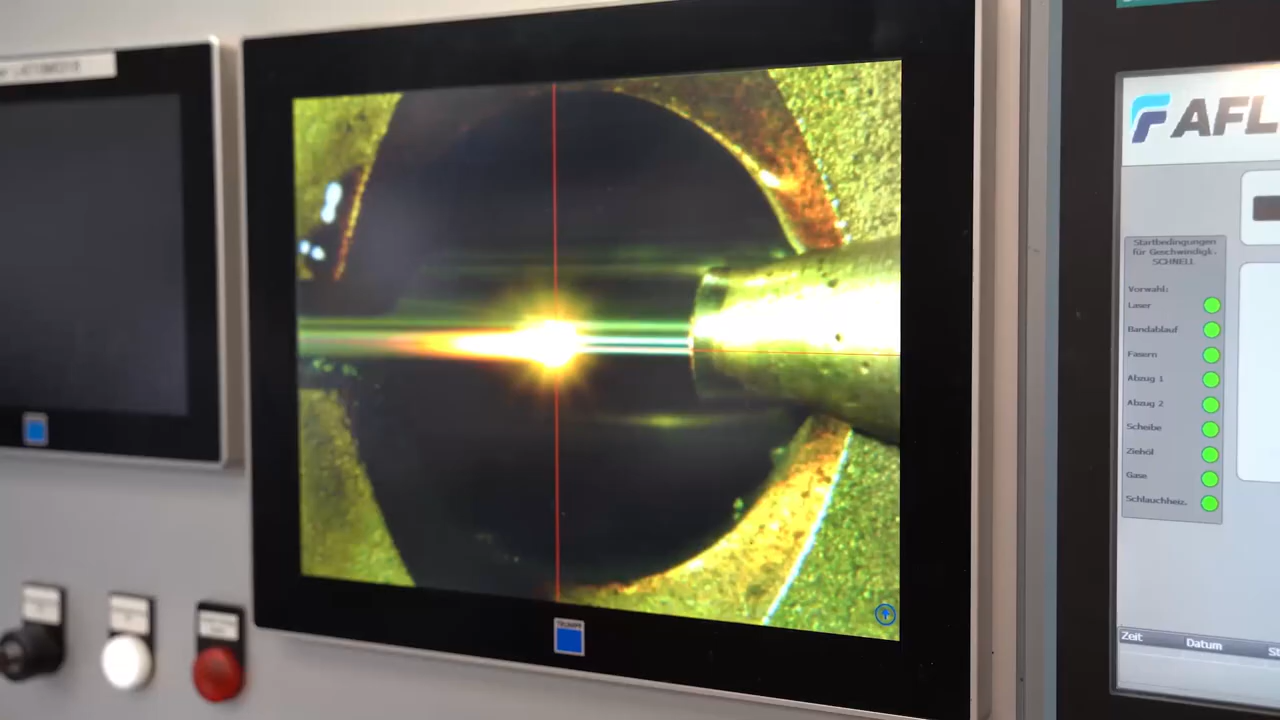 AFL
Startbedingungen
für Geschwindigk.
SCHNELL
Vorwahl:
Laser
Bandablauf
Fasern
Abzug 1
Abzug 2
Scheibe
Ziehöl
Gase
Schlauchheiz.
Zeit Datum St
TRUMPF